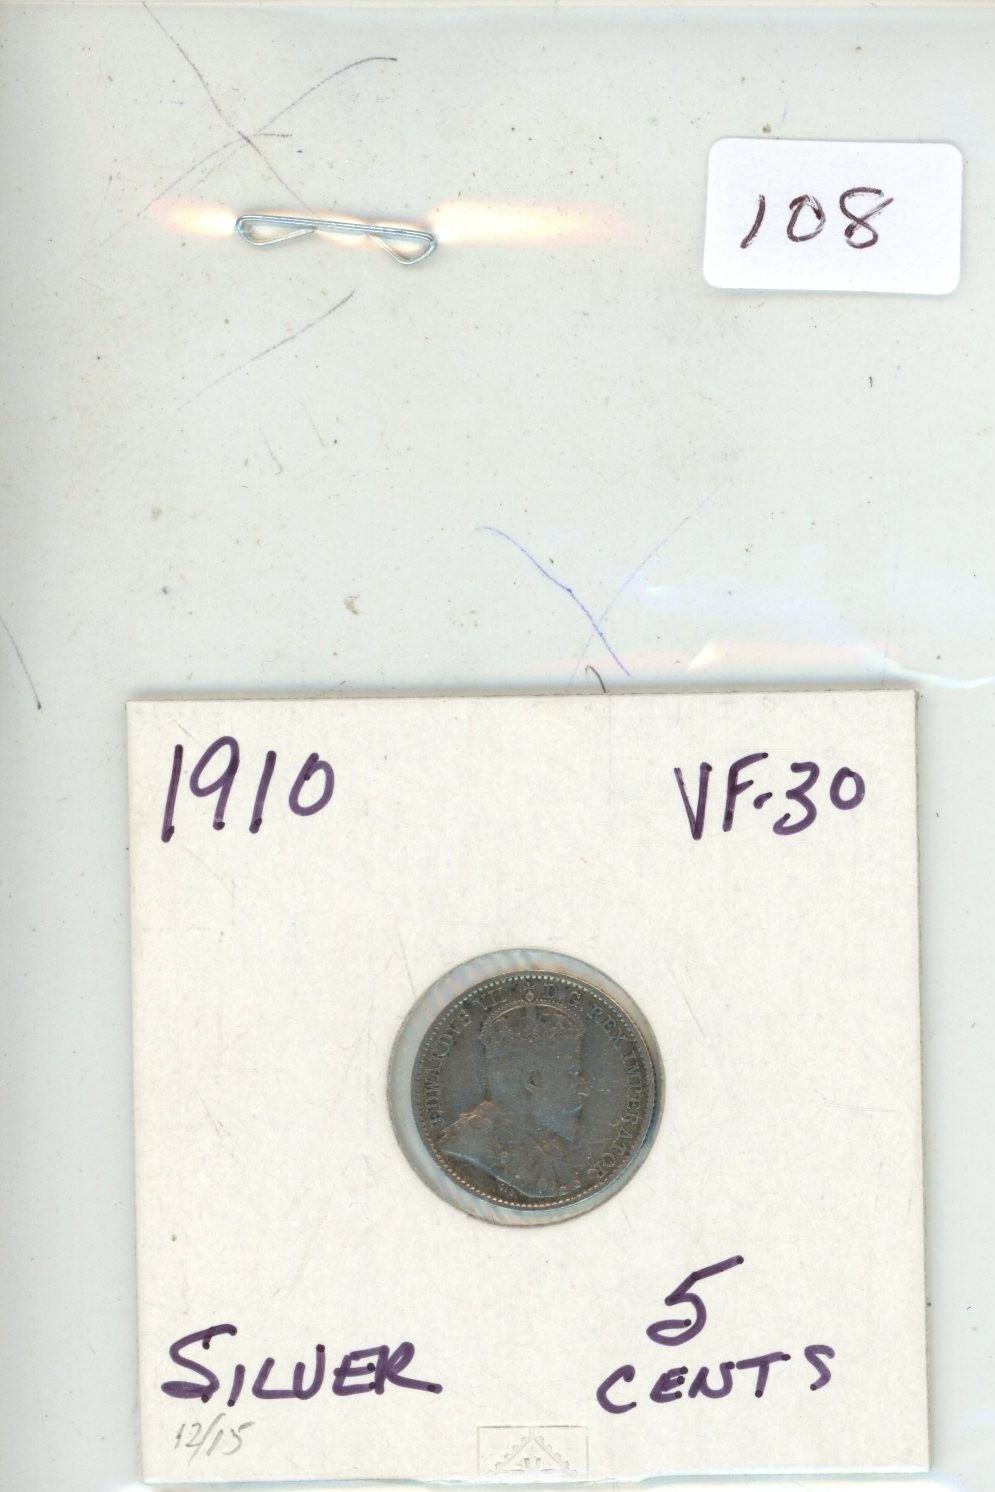 108
1910 VF-30
EDWARDVS VII D.G. REX IMPERATOR
SILVER 5 CENTS
12/15